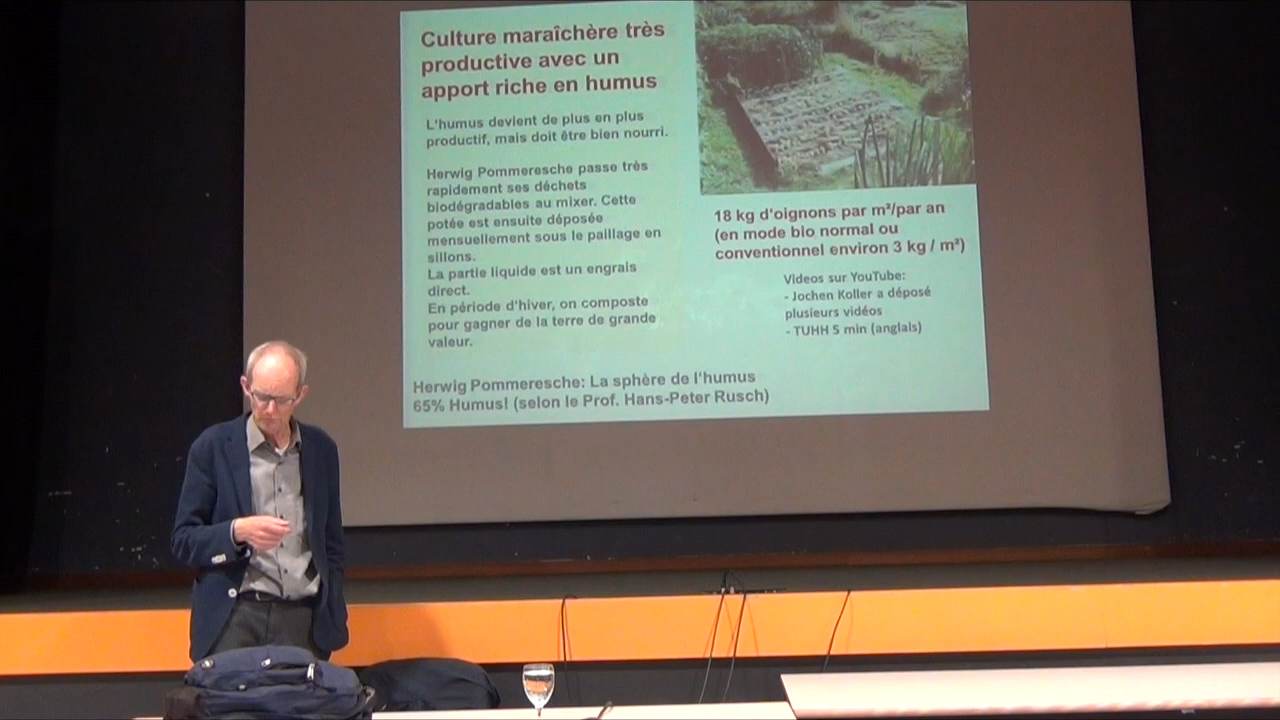 Culture maraîchère très
productive avec un
apport riche en humus
L'humus devient de plus en plus
productif, mais doit être bien nourri.
Herwig Pommeresche passe très
rapidement ses déchets
biodégradables au mixer. Cette
potée est ensuite déposée
mensuellement sous le paillage en
sillons.
La partie liquide est un engrais
direct.
En période d'hiver, on composte
pour gagner de la terre de grande
valeur.
18 kg d'oignons par m²/par an
(en mode bio normal ou
conventionnel environ 3 kg / m²)
Videos sur YouTube:
- Jochen Koller a déposé
plusieurs vidéos
- TUHH 5 min (anglais)
Herwig Pommeresche: La sphère de l'humus
65% Humus! (selon le Prof. Hans-Peter Rusch)